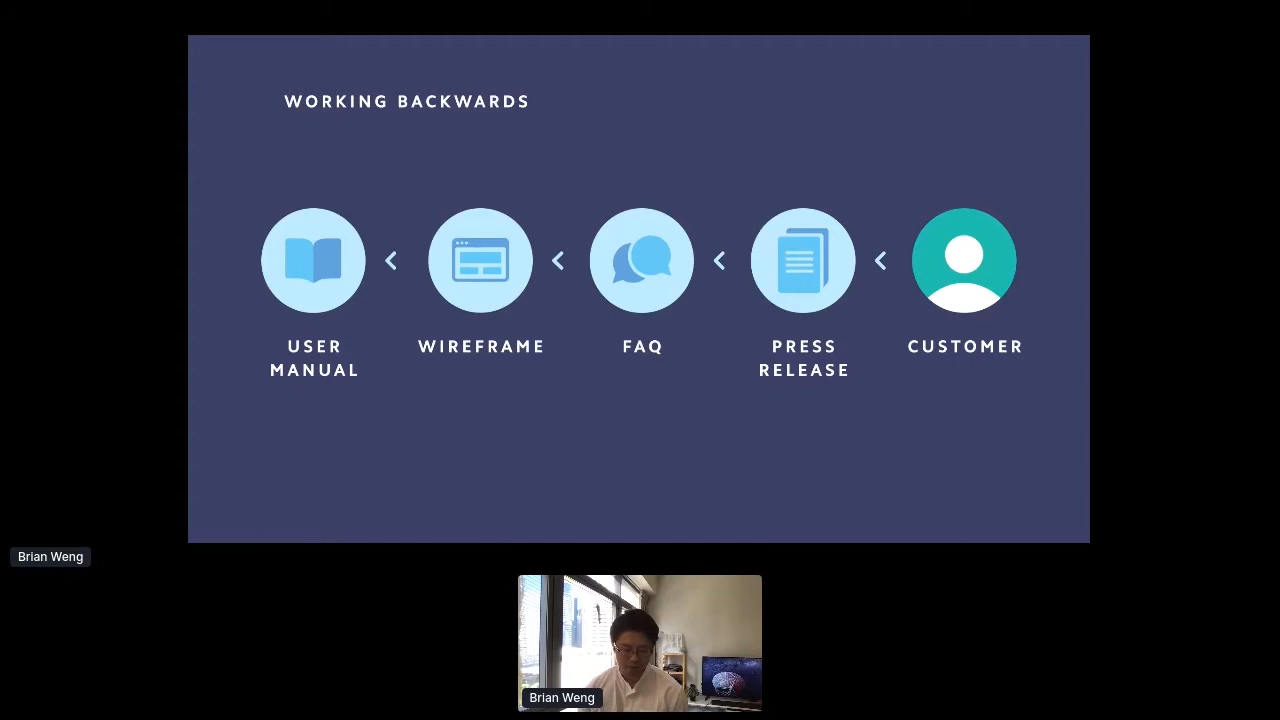 WORKING BACKWARDS
USER
MANUAL
WIREFRAME
FAQ
PRESS
RELEASE
CUSTOMER
Brian Weng
Brian Weng